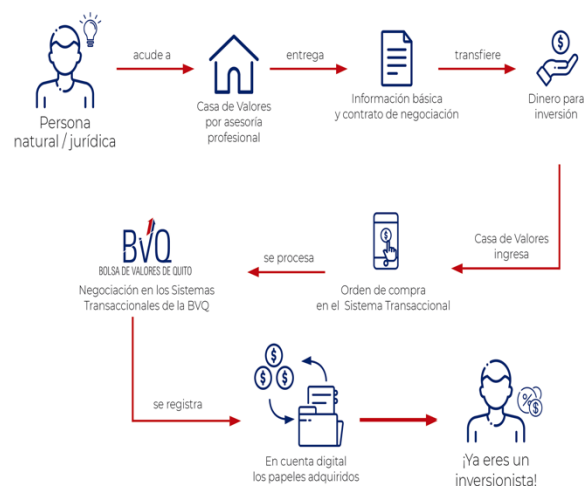 acude a
entrega
transfiere
Persona
natural / jurídica
Casa de Valores
por asesoría
profesional
Información básica
y contrato de negociación
Dinero para
inversión
Casa de Valores
ingresa
Orden de compra
en el Sistema Transaccional
se procesa
BVQ
BOLSA DE VALORES DE QUITO
Negociación en los Sistemas
Transaccionales de la BVQ
se registra
En cuenta digital
los papeles adquiridos
¡Ya eres un
inversionista!